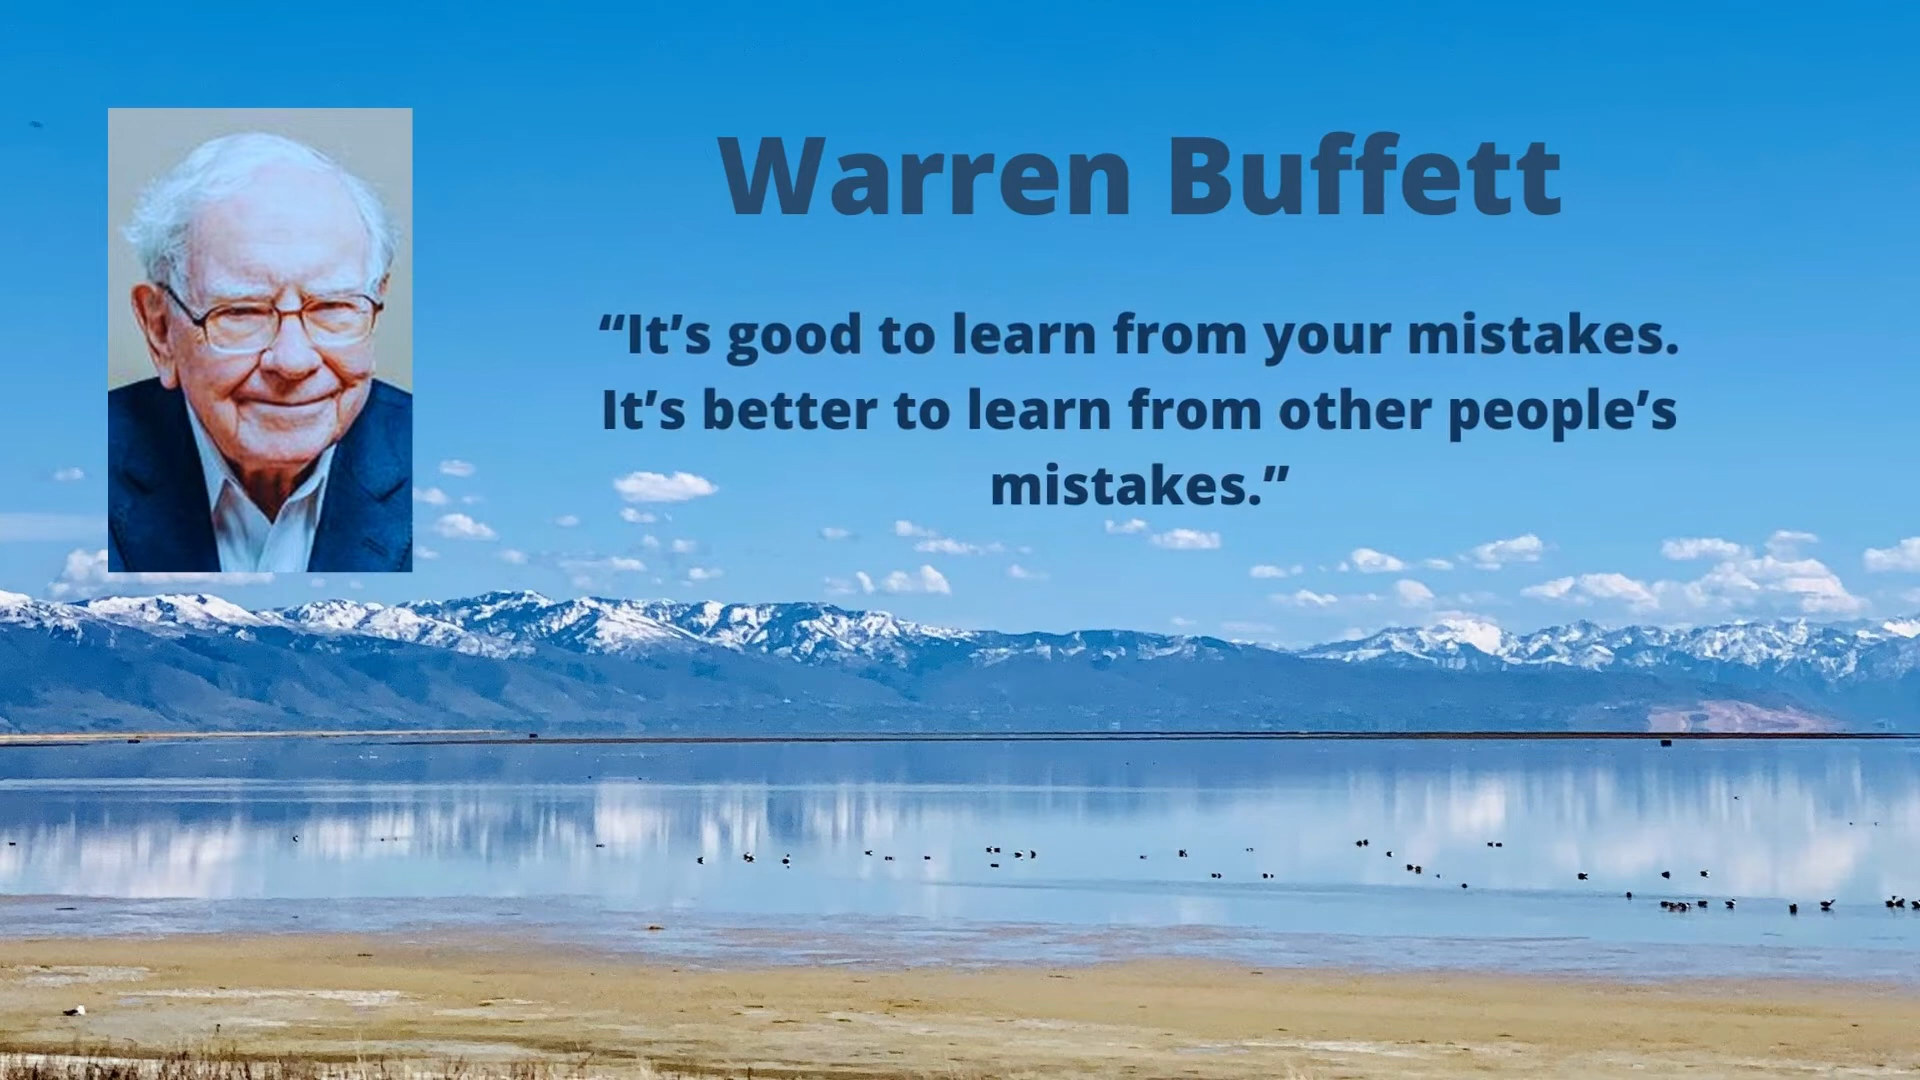 Warren Buffett
“It’s good to learn from your mistakes.
It’s better to learn from other people’s
mistakes.”